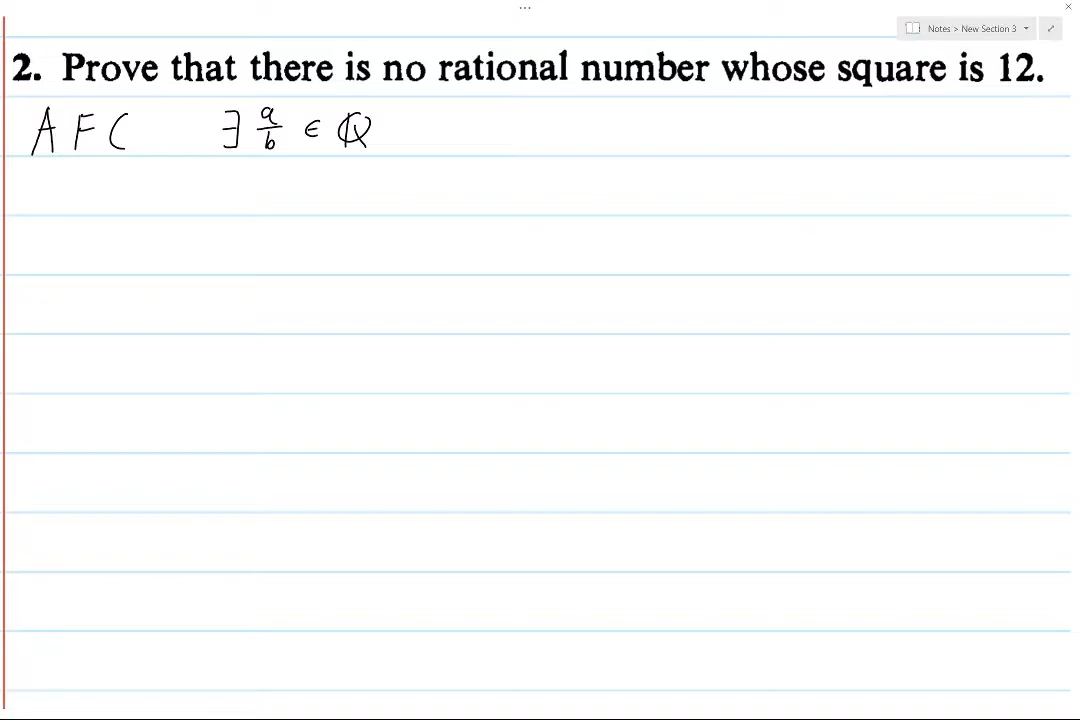 Notes > New Section 3
2. Prove that there is no rational number whose square is 12.
AFC ∃ a/b ∈ ℚ